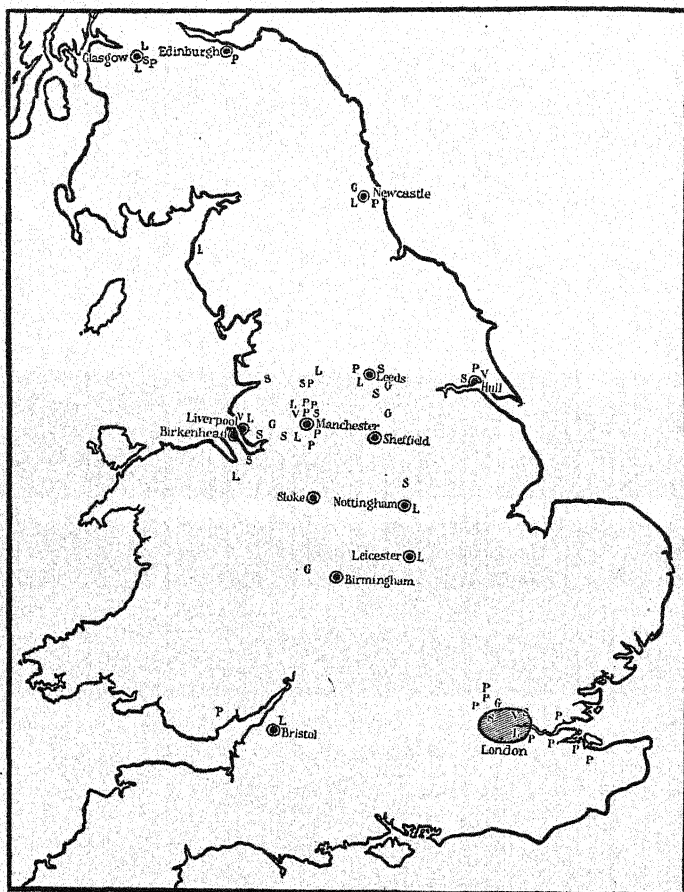 L
Glasgow S P Edinburgh
L P
G
Newcastle
L P
L
S S P L P S Leeds
L G
S
P V
S Hull
L P P
V P S
G
Liverpool V L
Manchester
Birkenhead S S L P
G
Sheffield
S
L
S
Stoke Nottingham L
Leicester L
G
Birmingham
P
P P G
S V
L P
London
P
P P P
P
L
Bristol